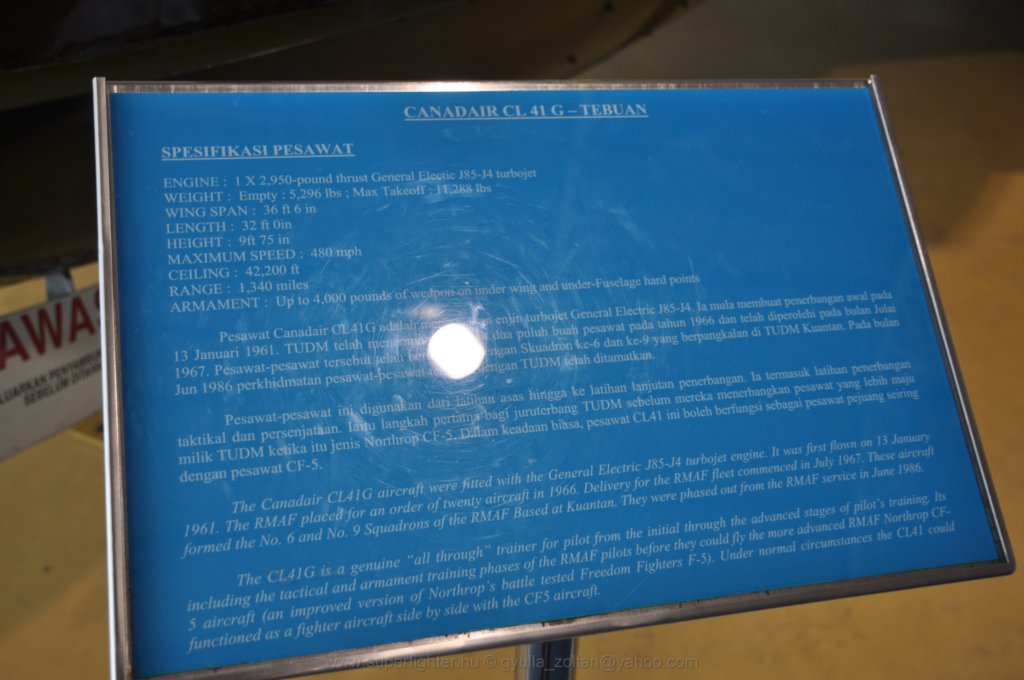 CANADAIR CL 41 G – TEBUAN
SPESIFIKASI PESAWAT
ENGINE : 1 X 2,950-pound thrust General Electic J85-J4 turbojet
WEIGHT : Empty : 5,296 lbs ; Max Takeoff : 11,288 lbs
WING SPAN : 36 ft 6 in
LENGTH : 32 ft 0in
HEIGHT : 9ft 75 in
MAXIMUM SPEED : 480 mph
CEILING : 42,200 ft
RANGE : 1,340 miles
ARMAMENT : Up to 4,000 pounds of weapon on under wing and under-Fuselage hard points
Pesawat Canadair CL41G adalah enjin turbojet General Electric J85-J4. Ia mula membuat penerbangan awal pada
13 Januari 1961. TUDM telah dua puluh buah pesawat pada tahun 1966 dan telah diperolehi pada bulan Julai
1967. Pesawat-pesawat tersebut telah dengan Skuadron ke-6 dan ke-9 yang berpangkalan di TUDM Kuantan. Pada bulan
Jun 1986 perkhidmatan pesawat-pesawat dengan TUDM telah ditamatkan.
Pesawat-pesawat ini digunakan dari latihan asas hingga ke latihan lanjutan penerbangan. Ia termasuk latihan penerbangan
taktikal dan persenjataan. Iaitu langkah pertama bagi juruterbang TUDM sebelum mereka menerbangkan pesawat yang lebih maju
milik TUDM ketika itu jenis Northrop CF-5. Dalam keadaan biasa, pesawat CL41 ini boleh berfungsi sebagai pesawat pejuang seiring
dengan pesawat CF-5.
The Canadair CL41G aircraft were fitted with the General Electric J85-J4 turbojet engine. It was first flown on 13 January
1961. The RMAF placed for an order of twenty aircraft in 1966. Delivery for the RMAF fleet commenced in July 1967. These aircraft
formed the No. 6 and No. 9 Squadrons of the RMAF Based at Kuantan. They were phased out from the RMAF service in June 1986.
The CL41G is a genuine "all through" trainer for pilot from the initial through the advanced stages of pilot's training. Its
including the tactical and armament training phases of the RMAF pilots before they could fly the more advanced RMAF Northrop CF-
5 aircraft (an improved version of Northrop's battle tested Freedom Fighters F-5). Under normal circumstances the CL41 could
functioned as a fighter aircraft side by side with the CF5 aircraft.
AWAS
LUARKAN PENYAMBUN
SEBELUM DITARI
www.superfighter.hu © gyulla_zoltan@yahoo.com